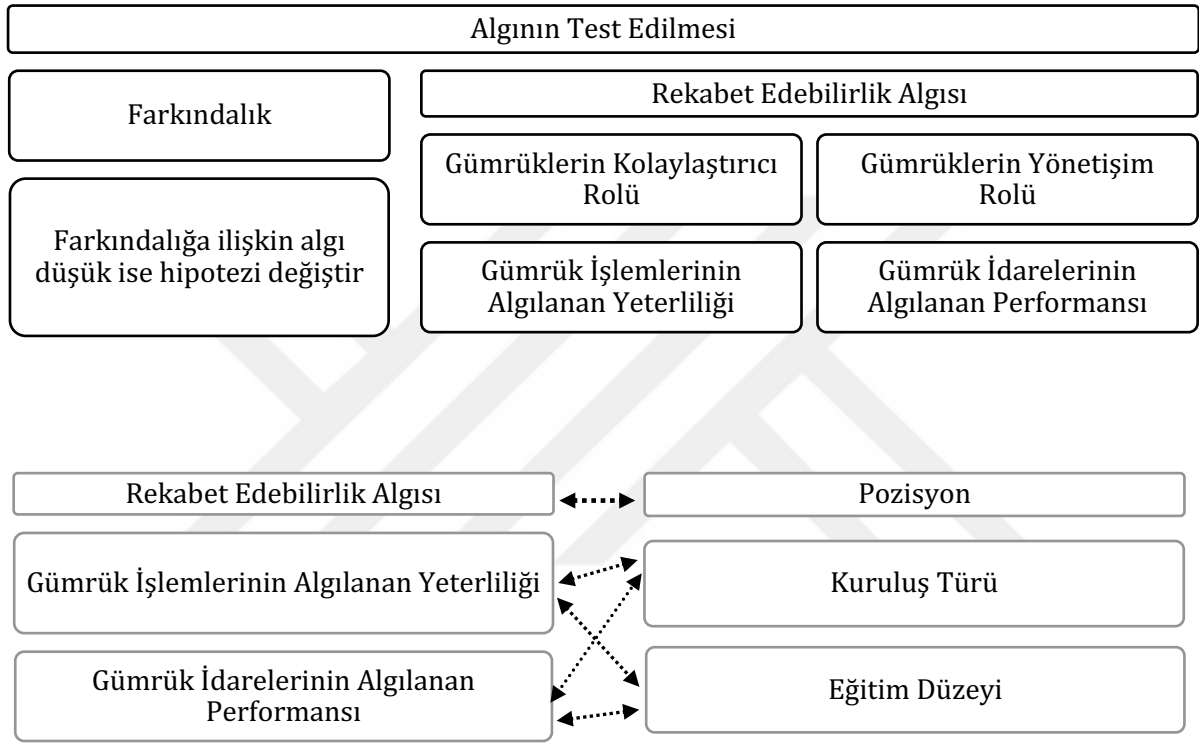 Algının Test Edilmesi
Farkındalık
Farkındalığa ilişkin algı
düşük ise hipotezi değiştir
Rekabet Edebilirlik Algısı
Gümrüklerin Kolaylaştırıcı
Rolü
Gümrüklerin Yönetişim
Rolü
Gümrük İşlemlerinin
Algılanan Yeterliliği
Gümrük İdarelerinin
Algılanan Performansı
Rekabet Edebilirlik Algısı
Pozisyon
Gümrük İşlemlerinin Algılanan Yeterliliği
Kuruluş Türü
Gümrük İdarelerinin Algılanan
Performansı
Eğitim Düzeyi